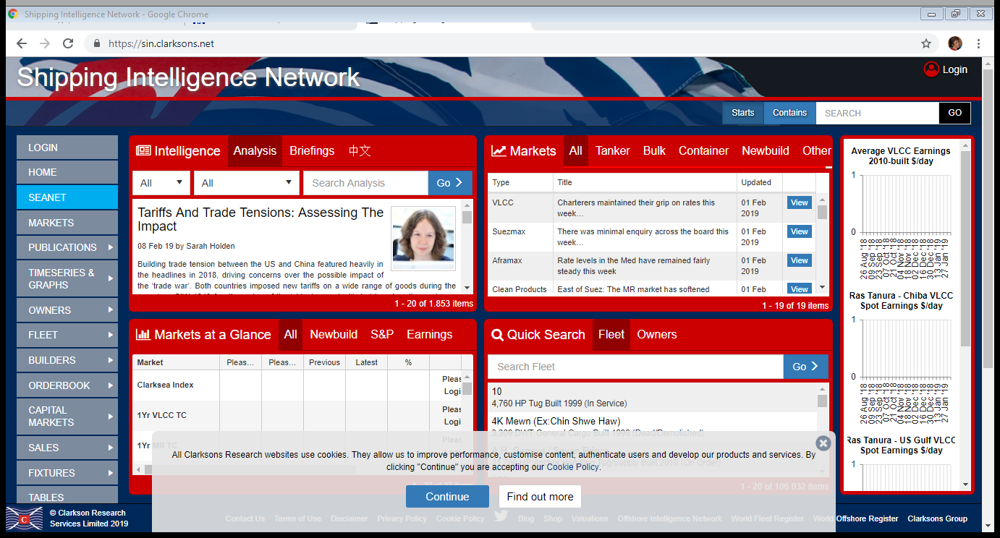 Shipping Intelligence Network - Google Chrome
https://sin.clarksons.net
Shipping Intelligence Network
Login
Starts Contains SEARCH GO
LOGIN
HOME
SEANET
MARKETS
PUBLICATIONS
TIMESERIES &
GRAPHS
OWNERS
FLEET
BUILDERS
ORDERBOOK
CAPITAL
MARKETS
SALES
FIXTURES
TABLES
Intelligence Analysis Briefings 中文
All All Search Analysis Go
Tariffs And Trade Tensions: Assessing The
Impact
08 Feb 19 by Sarah Holden
Building trade tension between the US and China featured heavily in
the headlines in 2018, driving concerns over the possible impact of
the 'trade war'. Both countries imposed new tariffs on a wide range of goods during the
1 - 20 of 1.853 items
Markets All Tanker Bulk Container Newbuild Other
Type Title Updated
VLCC Charterers maintained their grip on rates this 01 Feb View
week... 2019
Suezmax There was minimal enquiry across the board this 01 Feb View
week... 2019
Aframax Rate levels in the Med have remained fairly 01 Feb View
steady this week 2019
Clean Products East of Suez: The MR market has softened 01 Feb View
1 - 19 of 19 items
Markets at a Glance All Newbuild S&P Earnings
Market Pleas... Pleas... Previous Latest %
Clarksea Index Pleas
Logi
1Yr VLCC TC Pleas
Logi
1Yr MR TC Pleas
Quick Search Fleet Owners
Search Fleet Go
10
4,760 HP Tug Built 1999 (In Service)
4K Mewn (Ex:Chin Shwe Haw)
3,309 DWT General Cargo Built 1996 (Dead/Demolished)
1 - 20 of 106.032 items
Average VLCC Earnings
2010-built $/day
1
0
26 Aug '18
09 Sep '18
23 Sep '18
07 Oct '18
21 Oct '18
04 Nov '18
18 Nov '18
02 Dec '18
16 Dec '18
30 Dec '18
13 Jan '19
27 Jan '19
Ras Tanura - Chiba VLCC
Spot Earnings $/day
1
0
26 Aug '18
09 Sep '18
23 Sep '18
07 Oct '18
21 Oct '18
04 Nov '18
18 Nov '18
02 Dec '18
16 Dec '18
30 Dec '18
13 Jan '19
27 Jan '19
Ras Tanura - US Gulf VLCC
Spot Earnings $/day
1
All Clarksons Research websites use cookies. They allow us to improve performance, customise content, authenticate users and develop our products and services. By
clicking "Continue" you are accepting our Cookie Policy.
Continue Find out more
© Clarkson Research
Services Limited 2019
C
Contact Us Terms of Use Disclaimer Privacy Policy Cookie Policy Blog Shop Valuations Offshore Intelligence Network World Fleet Register World Offshore Register Clarksons Group